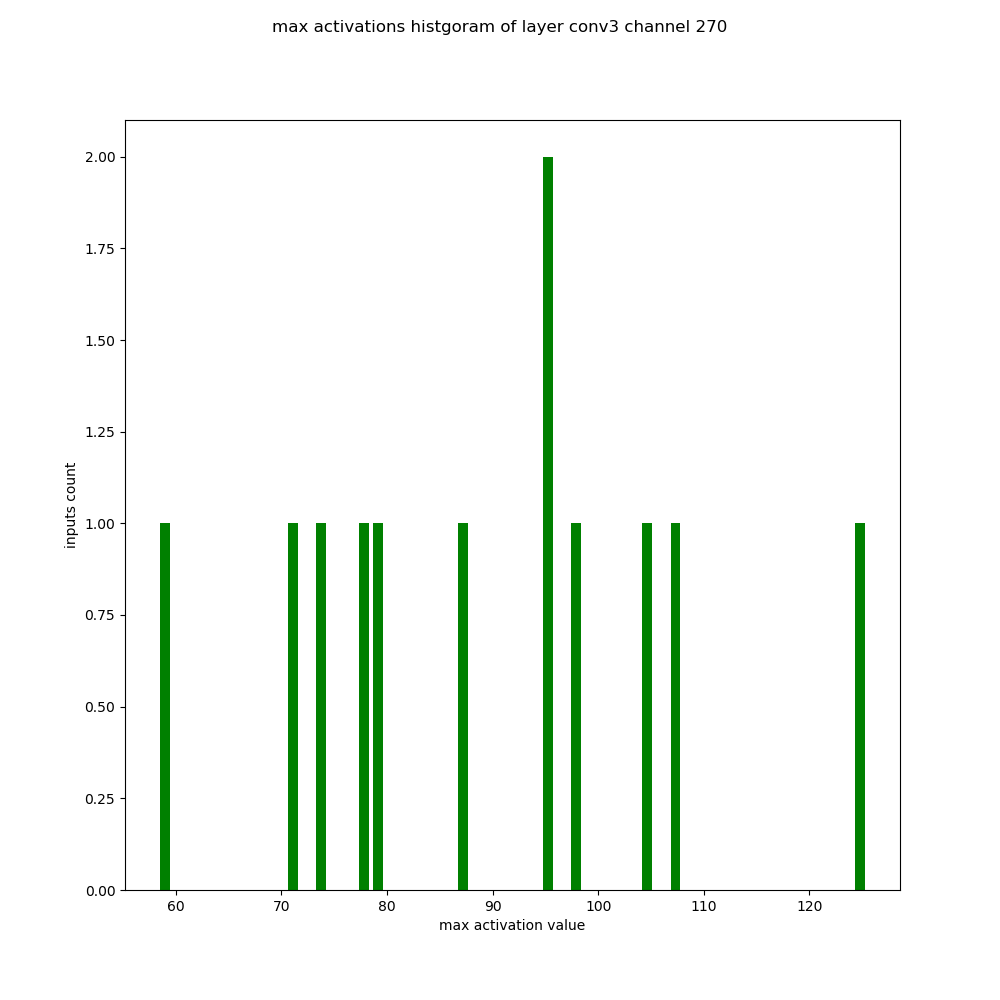 max activations histgoram of layer conv3 channel 270
2.00
1.75
1.50
1.25
1.00
0.75
0.50
0.25
0.00
inputs count
60 70 80 90 100 110 120
max activation value